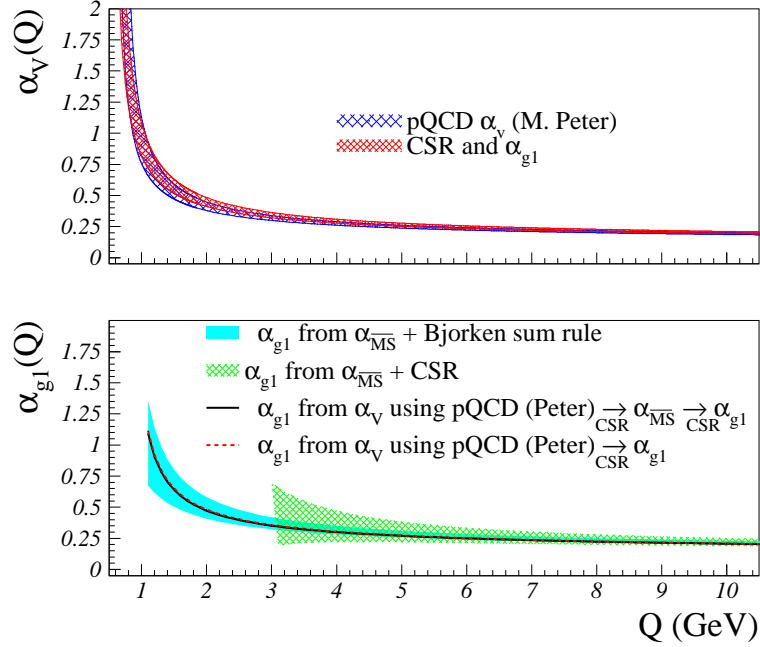 α_V(Q)
2
1.75
1.5
1.25
1
0.75
0.5
0.25
0
pQCD α_v (M. Peter)
CSR and α_g1
α_g1(Q)
1.75
1.5
1.25
1
0.75
0.5
0.25
0
α_g1 from α_M̅S̅ + Bjorken sum rule
α_g1 from α_M̅S̅ + CSR
α_g1 from α_V using pQCD (Peter) →CSR α_M̅S̅ →CSR α_g1
α_g1 from α_V using pQCD (Peter) →CSR α_g1
1 2 3 4 5 6 7 8 9 10
Q (GeV)